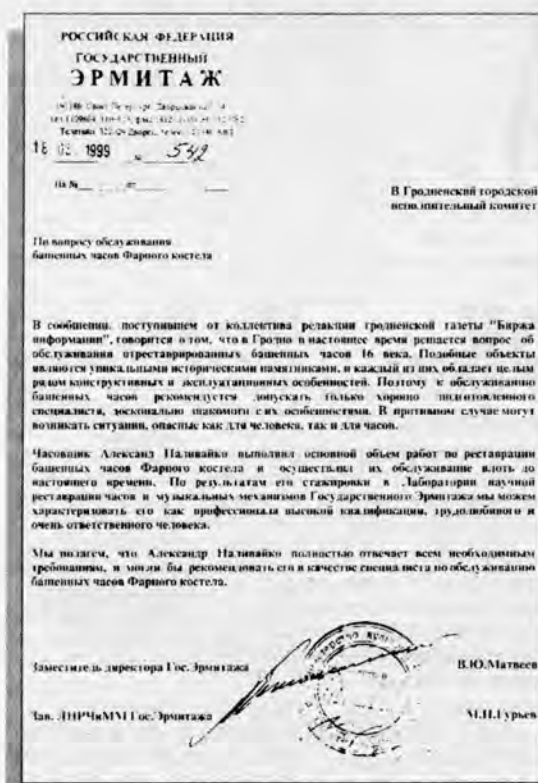 РОССИЙСКАЯ ФЕДЕРАЦИЯ
ГОСУДАРСТВЕННЫЙ
ЭРМИТАЖ
18 02. 1999 № 542
На № от
В Гродненский городской
исполнительный комитет
По вопросу обслуживания
башенных часов Фарного костела
В сообщении, поступившем от коллектива редакции гродненской газеты "Биржа
информации", говорится о том, что в Гродно в настоящее время решается вопрос об
обслуживании отреставрированных башенных часов 16 века. Подобные объекты
являются уникальными историческими памятниками, и каждый из них обладает целым
рядом конструктивных и эксплуатационных особенностей. Поэтому к обслуживанию
башенных часов рекомендуется допускать только хорошо подготовленного
специалиста, досконально знакомого с их особенностями. В противном случае могут
возникать ситуации, опасные как для человека, так и для часов.
Часовщик Александ Наливайко выполнил основной объем работ по реставрации
башенных часов Фарного костела и осуществлял их обслуживание вплоть до
настоящего времени. По результатам его стажировки в Лаборатории научной
реставрации часов и музыкальных механизмов Государственного Эрмитажа мы можем
характеризовать его как профессионала высокой квалификации, трудолюбивого и
очень ответственного человека.
Мы полагем, что Александр Наливайко полностью отвечает всем необходимым
требованиям, и могли бы рекомендовать его в качестве специалиста по обслуживанию
башенных часов Фарного костела.
Заместитель директора Гос. Эрмитажа В.Ю.Матвеев
Зав. ЛНРЧиММ Гос. Эрмитажа М.П.Гурьев